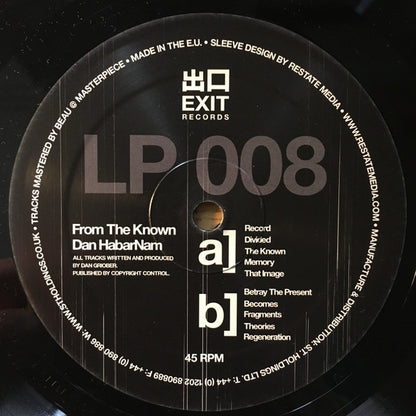 • TRACKS MASTERED BY BEAU @ MASTERPIECE • MADE IN THE E.U. • SLEEVE DESIGN BY RESTATE MEDIA • WWW.RESTATEMEDIA.COM • MANUFACTURE & DISTRIBUTION: S.T. HOLDINGS LTD. T: +44 (0) 1202 890889 F: +44 (0) 890 886 W: WWW.STHOLDINGS.CO.UK
出口
EXIT
RECORDS
LP 008
From The Known
Dan HabarNam
ALL TRACKS WRITTEN AND PRODUCED
BY DAN GRIOBER.
PUBLISHED BY COPYRIGHT CONTROL.
a]
Record
Divided
The Known
Memory
That Image
b]
Betray The Present
Becomes
Fragments
Theories
Regeneration
45 RPM